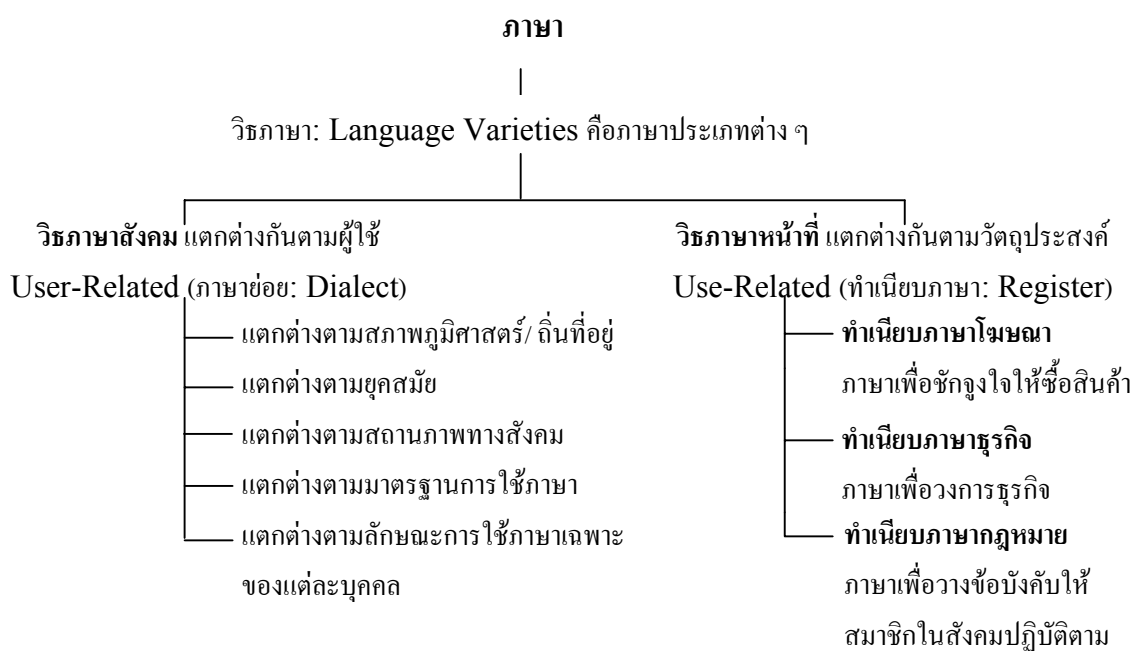 ภาษา
วิธภาษา: Language Varieties คือภาษาประเภทต่าง ๆ
วิธภาษาสังคม แตกต่างกันตามผู้ใช้
User-Related (ภาษาย่อย: Dialect)
แตกต่างตามสภาพภูมิศาสตร์/ ถิ่นที่อยู่
แตกต่างตามยุคสมัย
แตกต่างตามสถานภาพทางสังคม
แตกต่างตามมาตรฐานการใช้ภาษา
แตกต่างตามลักษณะการใช้ภาษาเฉพาะ
ของแต่ละบุคคล
วิธภาษาหน้าที่ แตกต่างกันตามวัตถุประสงค์
Use-Related (ทำเนียบภาษา: Register)
ทำเนียบภาษาโฆษณา
ภาษาเพื่อชักจูงใจให้ซื้อสินค้า
ทำเนียบภาษาธุรกิจ
ภาษาเพื่อวงการธุรกิจ
ทำเนียบภาษากฎหมาย
ภาษาเพื่อวางข้อบังคับให้
สมาชิกในสังคมปฏิบัติตาม